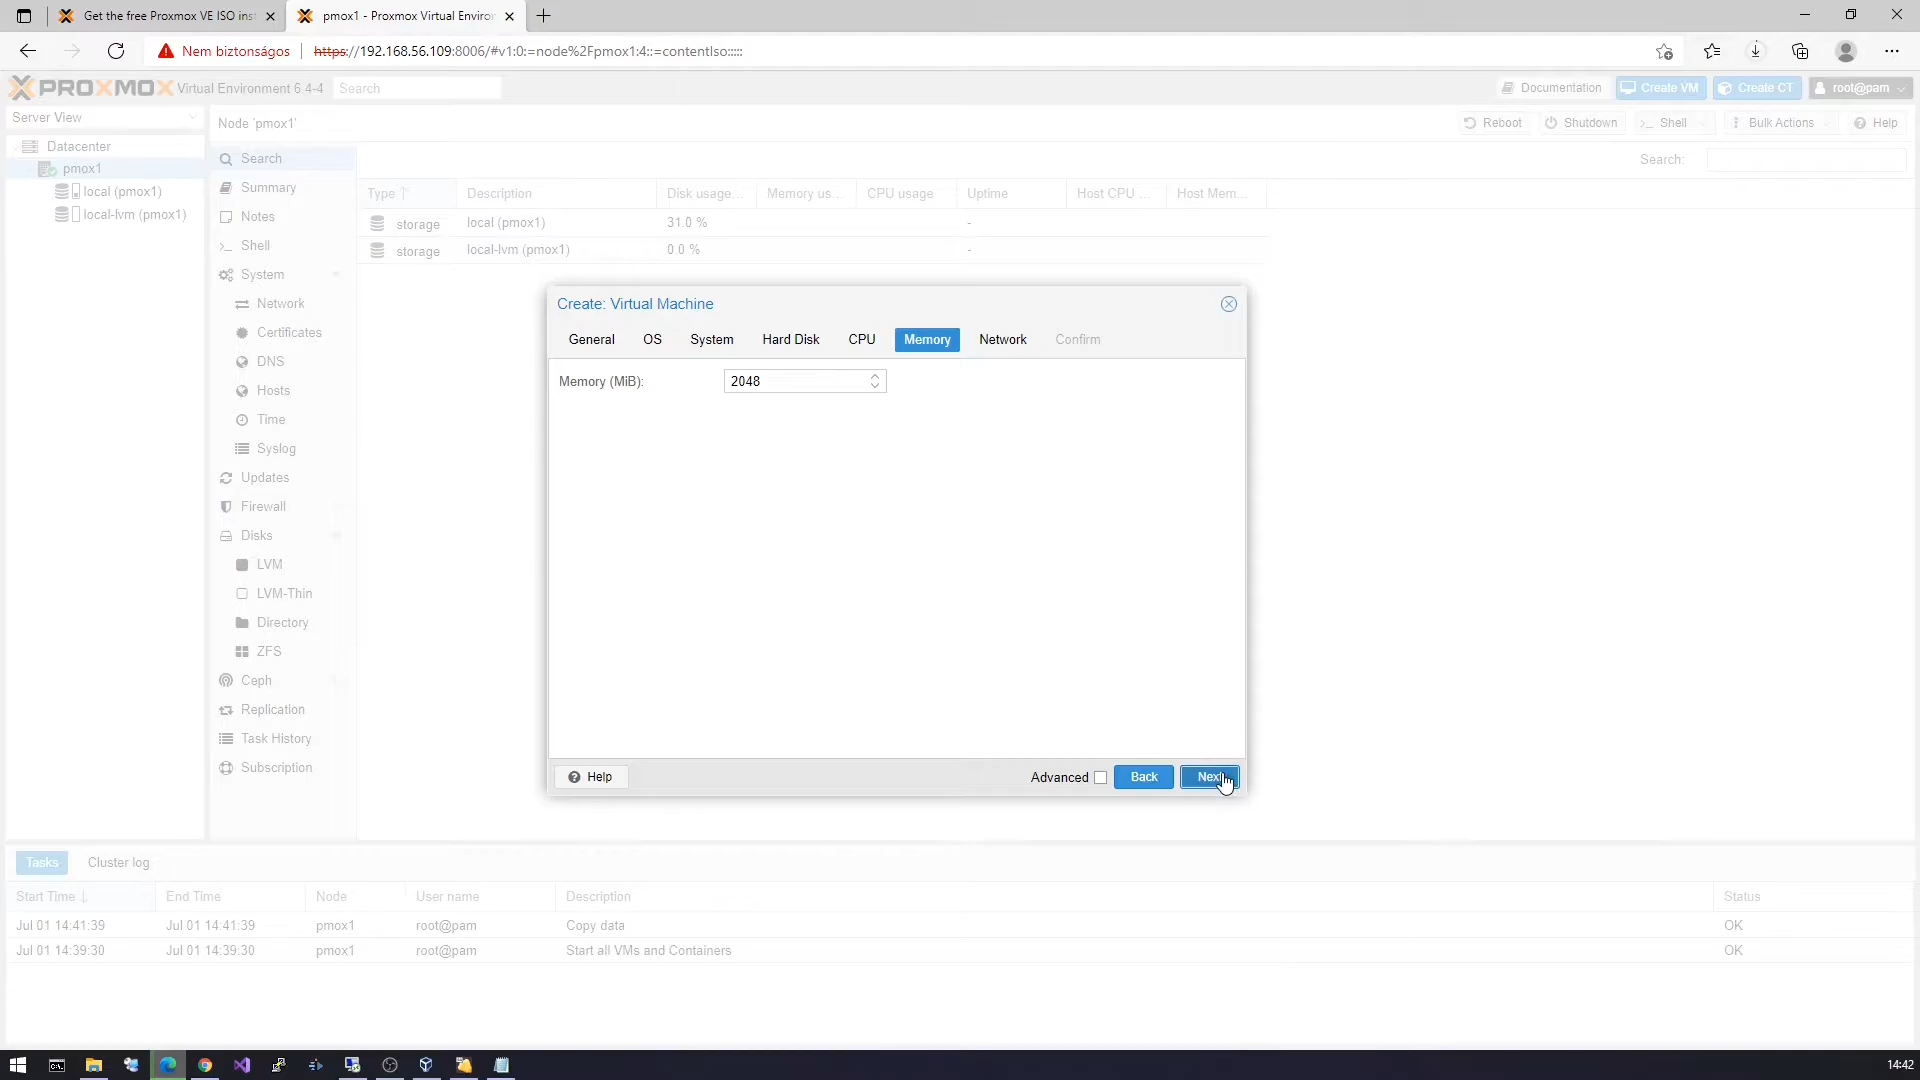 Get the free Proxmox VE ISO inst
pmox1 - Proxmox Virtual Enviror
Nem biztonságos
https://192.168.56.109:8006/#v1:0:=node%2Fpmox1:4::=contentIso:::::
PROXMOX Virtual Environment 6.4-4 Search
Documentation Create VM Create CT root@pam
Server View
Node 'pmox1'
Reboot Shutdown >_ Shell Bulk Actions Help
Datacenter
pmox1
local (pmox1)
local-lvm (pmox1)
Search
Summary
Notes
>_ Shell
System
Network
Certificates
DNS
Hosts
Time
Syslog
Updates
Firewall
Disks
LVM
LVM-Thin
Directory
ZFS
Ceph
Replication
Task History
Subscription
Search:
Type Description Disk usage... Memory us... CPU usage Uptime Host CPU ... Host Mem...
storage local (pmox1) 31.0 % -
storage local-lvm (pmox1) 0.0 % -
Create: Virtual Machine
General OS System Hard Disk CPU Memory Network Confirm
Memory (MiB): 2048
Help Advanced Back Next
Tasks Cluster log
Start Time End Time Node User name Description Status
Jul 01 14:41:39 Jul 01 14:41:39 pmox1 root@pam Copy data OK
Jul 01 14:39:30 Jul 01 14:39:30 pmox1 root@pam Start all VMs and Containers OK
14:42